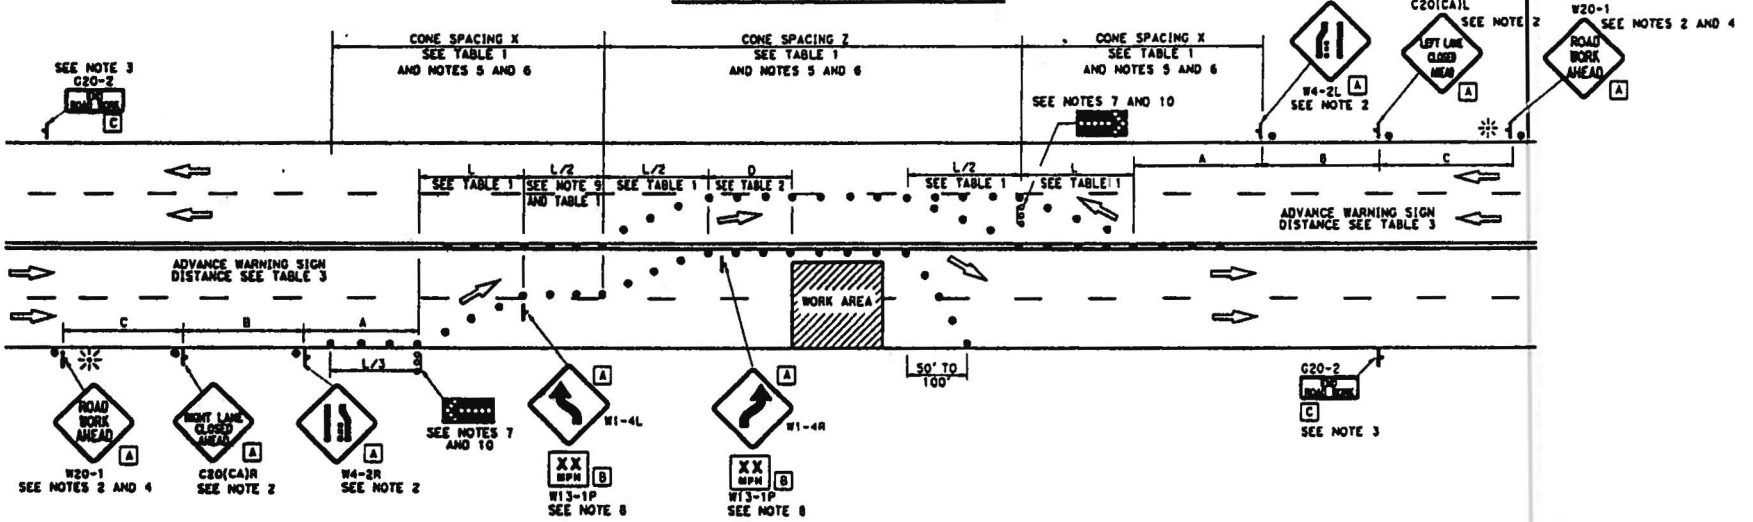 CONE SPACING X
SEE TABLE 1
AND NOTES 5 AND 6
CONE SPACING Z
SEE TABLE 1
AND NOTES 5 AND 6
CONE SPACING X
SEE TABLE 1
AND NOTES 5 AND 6
SEE NOTE 3
G20-2
END
ROAD WORK
C
SEE NOTES 7 AND 10
W4-2L
A
SEE NOTE 2
C20(CA)L
SEE NOTE 2
LEFT LANE
CLOSED
AHEAD
A
W20-1
SEE NOTES 2 AND 4
ROAD
WORK
AHEAD
A
A
B
C
L
SEE TABLE 1
L/2
SEE NOTE 9
AND TABLE 1
L/2
SEE TABLE 1
D
SEE TABLE 2
L/2
SEE TABLE 1
L
SEE TABLE 1
ADVANCE WARNING SIGN
DISTANCE SEE TABLE 3
ADVANCE WARNING SIGN
DISTANCE SEE TABLE 3
WORK AREA
C
B
A
L/3
50' TO
100'
ROAD
WORK
AHEAD
A
W20-1
SEE NOTES 2 AND 4
RIGHT LANE
CLOSED
AHEAD
A
C20(CA)R
SEE NOTE 2
A
W4-2R
SEE NOTE 2
SEE NOTES 7
AND 10
A
W1-4L
XX
MPH
B
W13-1P
SEE NOTE 8
A
W1-4R
XX
MPH
B
W13-1P
SEE NOTE 8
G20-2
END
ROAD WORK
C
SEE NOTE 3